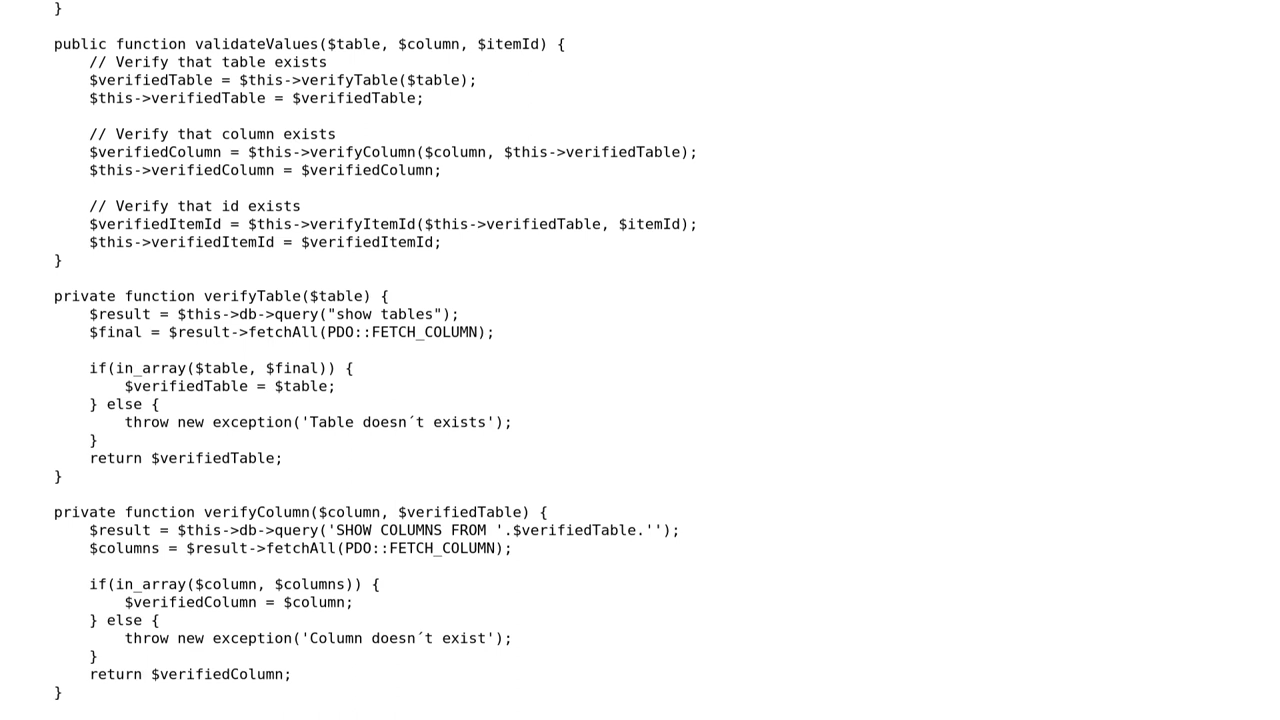 }
public function validateValues($table, $column, $itemId) {
// Verify that table exists
$verifiedTable = $this->verifyTable($table);
$this->verifiedTable = $verifiedTable;
// Verify that column exists
$verifiedColumn = $this->verifyColumn($column, $this->verifiedTable);
$this->verifiedColumn = $verifiedColumn;
// Verify that id exists
$verifiedItemId = $this->verifyItemId($this->verifiedTable, $itemId);
$this->verifiedItemId = $verifiedItemId;
}
private function verifyTable($table) {
$result = $this->db->query("show tables");
$final = $result->fetchAll(PDO::FETCH_COLUMN);
if(in_array($table, $final)) {
$verifiedTable = $table;
} else {
throw new exception('Table doesn´t exists');
}
return $verifiedTable;
}
private function verifyColumn($column, $verifiedTable) {
$result = $this->db->query('SHOW COLUMNS FROM '.$verifiedTable.'');
$columns = $result->fetchAll(PDO::FETCH_COLUMN);
if(in_array($column, $columns)) {
$verifiedColumn = $column;
} else {
throw new exception('Column doesn´t exist');
}
return $verifiedColumn;
}